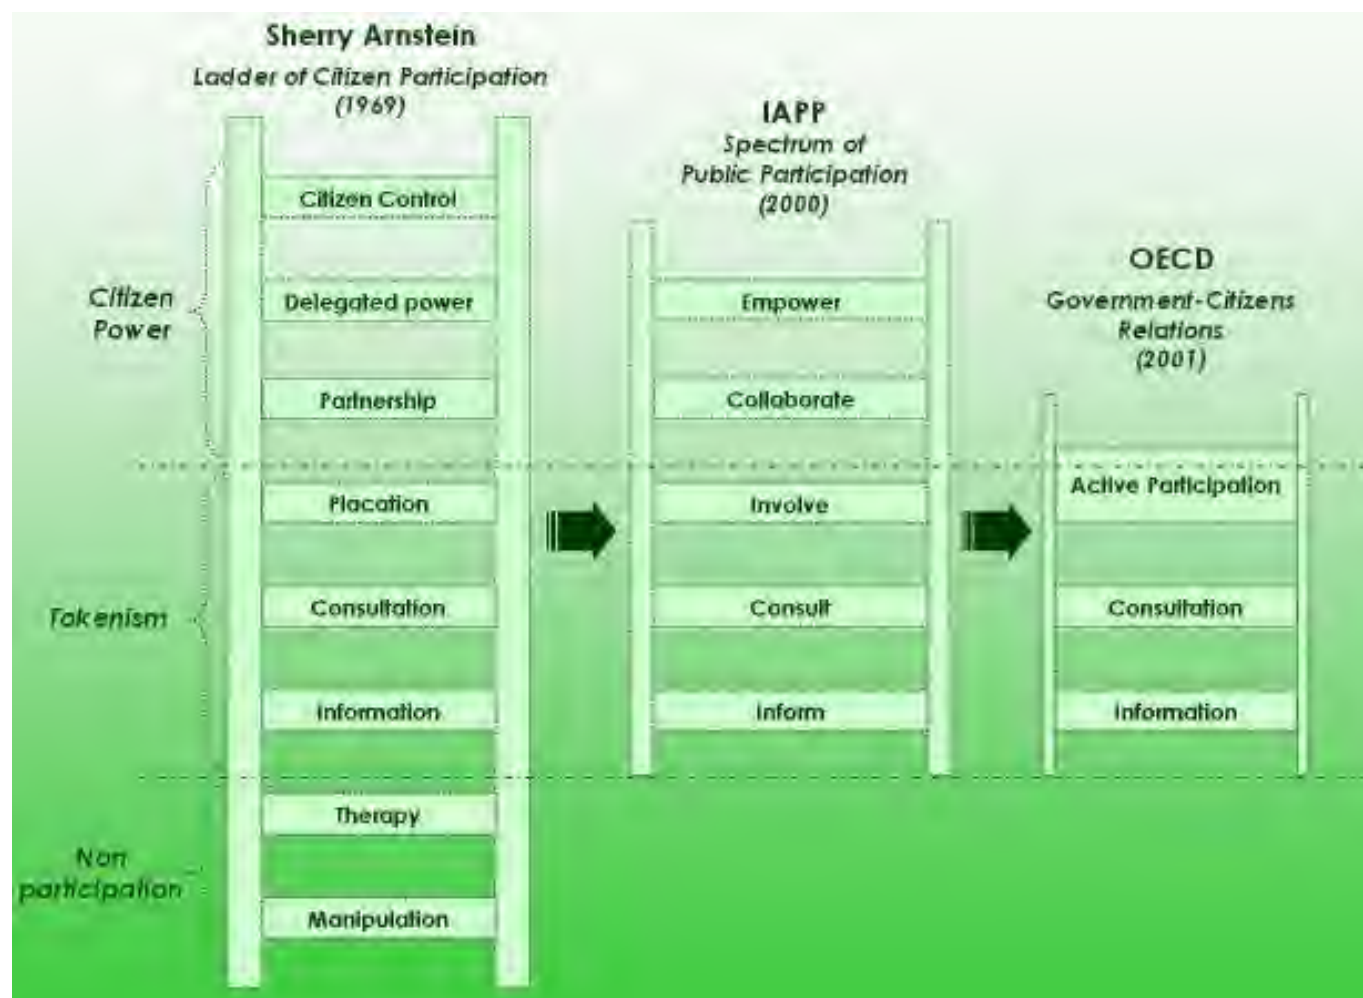 Sherry Arnstein
Ladder of Citizen Participation
(1969)
Citizen Control
Delegated power
Partnership
Placation
Consultation
Information
Therapy
Manipulation
Citizen
Power
Tokenism
Non
participation
IAPP
Spectrum of
Public Participation
(2000)
Empower
Collaborate
Involve
Consult
Inform
OECD
Government-Citizens
Relations
(2001)
Active Participation
Consultation
Information